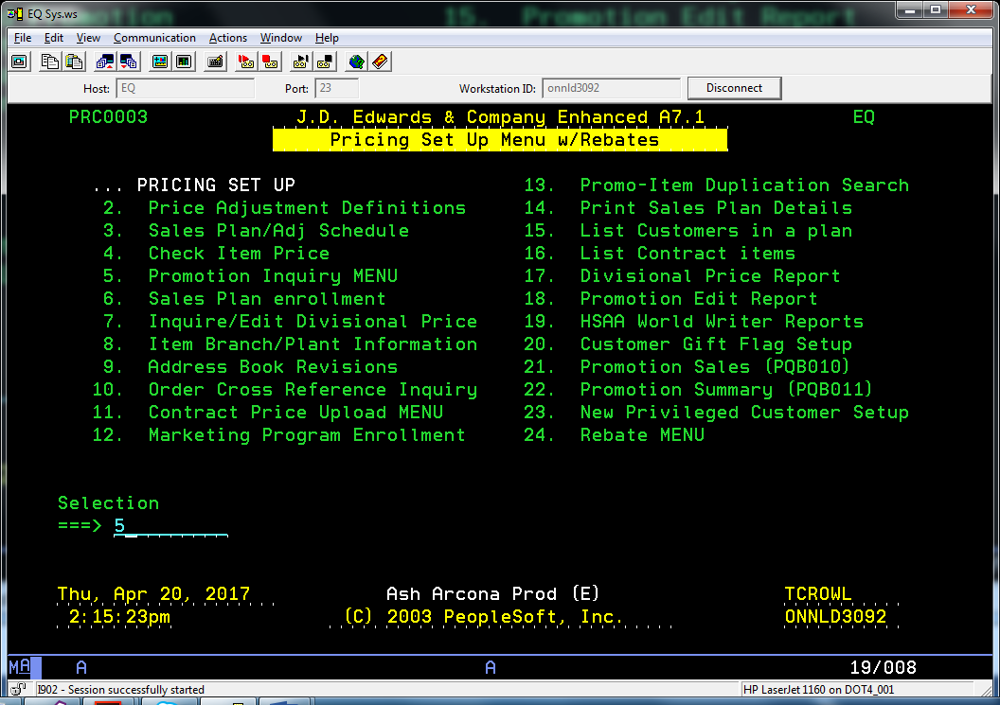 15. Promotion Edit Report
EQ Sys.ws
File Edit View Communication Actions Window Help
Host: EQ Port: 23 Workstation ID: onnld3092 Disconnect
PRC0003 J.D. Edwards & Company Enhanced A7.1 EQ
Pricing Set Up Menu w/Rebates
... PRICING SET UP 13. Promo-Item Duplication Search
2. Price Adjustment Definitions 14. Print Sales Plan Details
3. Sales Plan/Adj Schedule 15. List Customers in a plan
4. Check Item Price 16. List Contract items
5. Promotion Inquiry MENU 17. Divisional Price Report
6. Sales Plan enrollment 18. Promotion Edit Report
7. Inquire/Edit Divisional Price 19. HSAA World Writer Reports
8. Item Branch/Plant Information 20. Customer Gift Flag Setup
9. Address Book Revisions 21. Promotion Sales (PQB010)
10. Order Cross Reference Inquiry 22. Promotion Summary (PQB011)
11. Contract Price Upload MENU 23. New Privileged Customer Setup
12. Marketing Program Enrollment 24. Rebate MENU
Selection
===> 5
Thu, Apr 20, 2017 Ash Arcona Prod (E) TCROWL
2:15:23pm (C) 2003 PeopleSoft, Inc. ONNLD3092
MA A A 19/008
I902 - Session successfully started HP LaserJet 1160 on DOT4_001